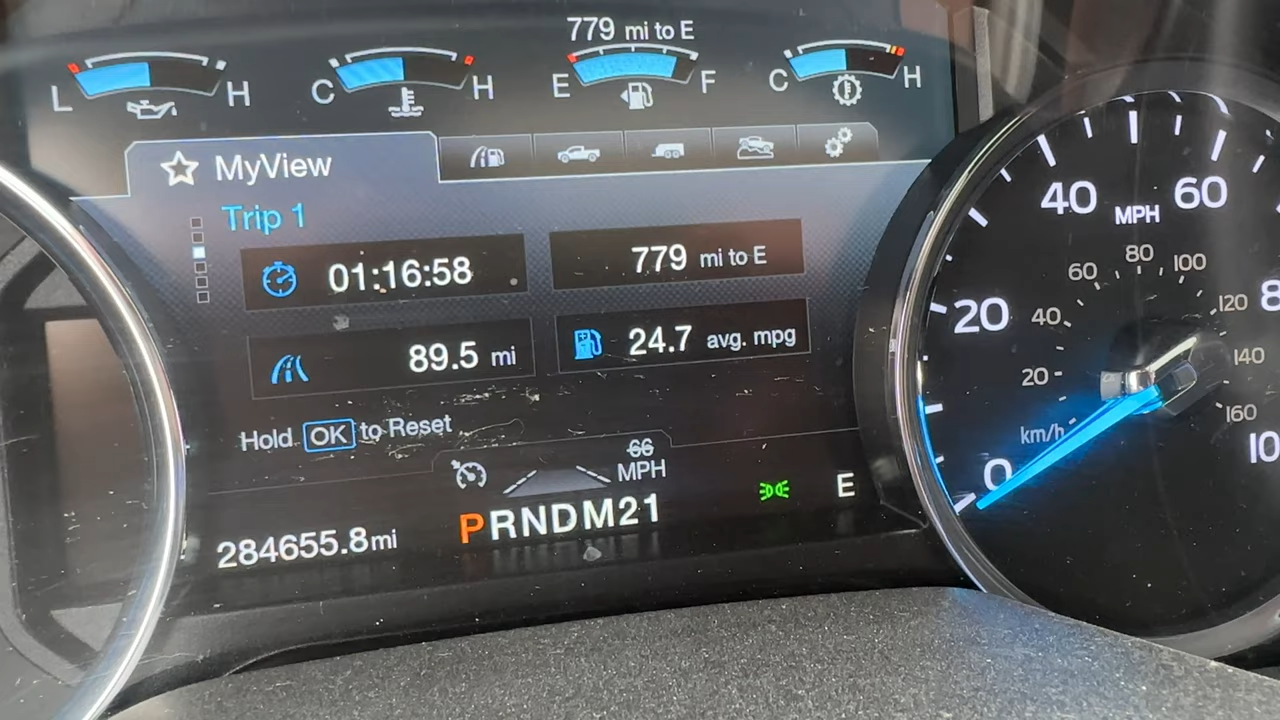 779 mi to E
L H C H E F C H
MyView
Trip 1
01:16:58
779 mi to E
89.5 mi
24.7 avg. mpg
Hold OK to Reset
66
MPH
PRNDM21
E
284655.8mi
0 20 40 60 8
MPH
20 40 60 80 100 120 140 160
km/h
10